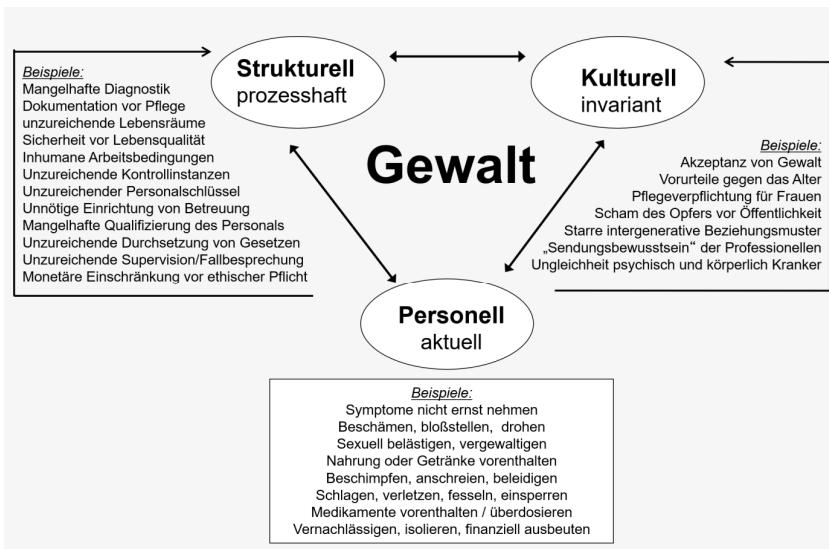 Strukturell
prozesshaft
Kulturell
invariant
Gewalt
Beispiele:
Mangelhafte Diagnostik
Dokumentation vor Pflege
unzureichende Lebensräume
Sicherheit vor Lebensqualität
Inhumane Arbeitsbedingungen
Unzureichende Kontrollinstanzen
Unzureichender Personalschlüssel
Unnötige Einrichtung von Betreuung
Mangelhafte Qualifizierung des Personals
Unzureichende Durchsetzung von Gesetzen
Unzureichende Supervision/Fallbesprechung
Monetäre Einschränkung vor ethischer Pflicht
Beispiele:
Akzeptanz von Gewalt
Vorurteile gegen das Alter
Pflegeverpflichtung für Frauen
Scham des Opfers vor Öffentlichkeit
Starre intergenerative Beziehungsmuster
„Sendungsbewusstsein“ der Professionellen
Ungleichheit psychisch und körperlich Kranker
Personell
aktuell
Beispiele:
Symptome nicht ernst nehmen
Beschämen, bloßstellen, drohen
Sexuell belästigen, vergewaltigen
Nahrung oder Getränke vorenthalten
Beschimpfen, anschreien, beleidigen
Schlagen, verletzen, fesseln, einsperren
Medikamente vorenthalten / überdosieren
Vernachlässigen, isolieren, finanziell ausbeuten